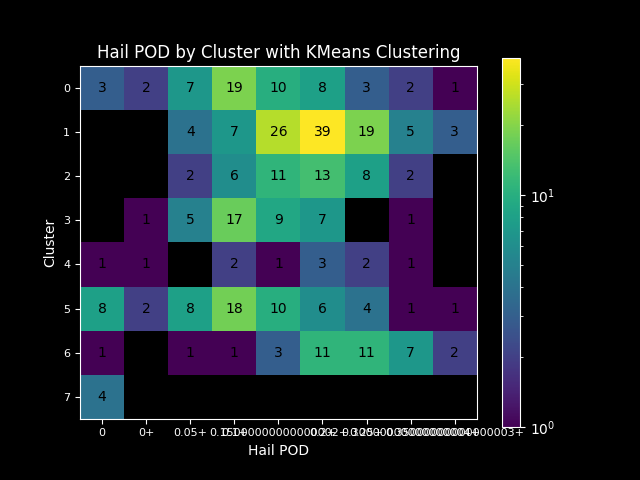 Hail POD by Cluster with KMeans Clustering
0 3 2 7 19 10 8 3 2 1
1 4 7 26 39 19 5 3
2 2 6 11 13 8 2
3 1 5 17 9 7 1
4 1 1 2 1 3 2 1
5 8 2 8 18 10 6 4 1 1
6 1 1 1 3 11 11 7 2
7 4
0 0+ 0.05+
Hail POD
Cluster
10¹
10⁰